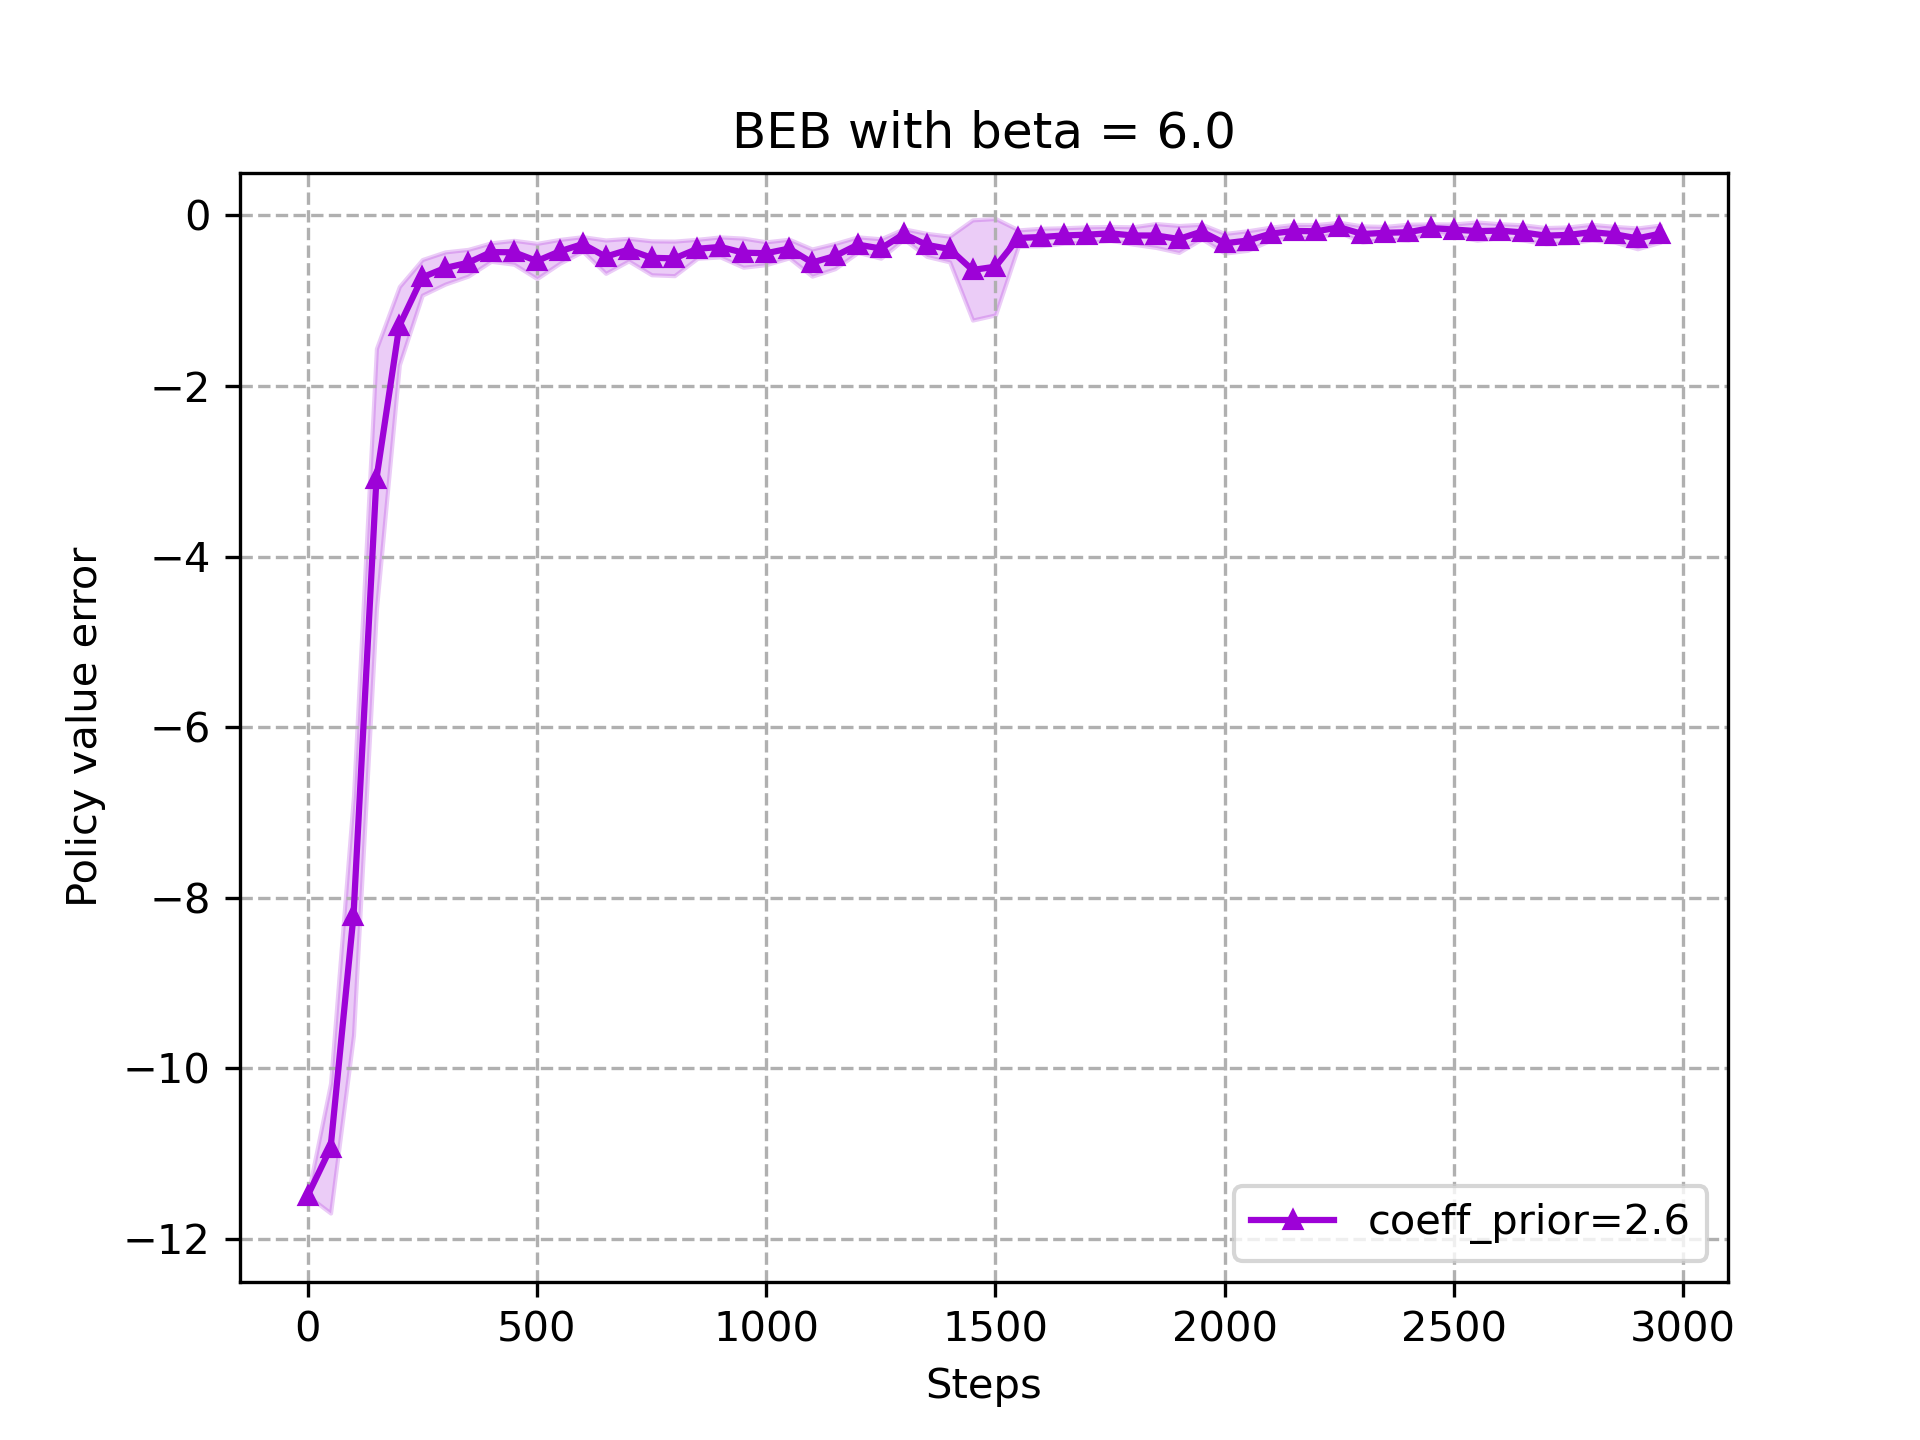 BEB with beta = 6.0
Policy value error
0
−2
−4
−6
−8
−10
−12
coeff_prior=2.6
0 500 1000 1500 2000 2500 3000
Steps